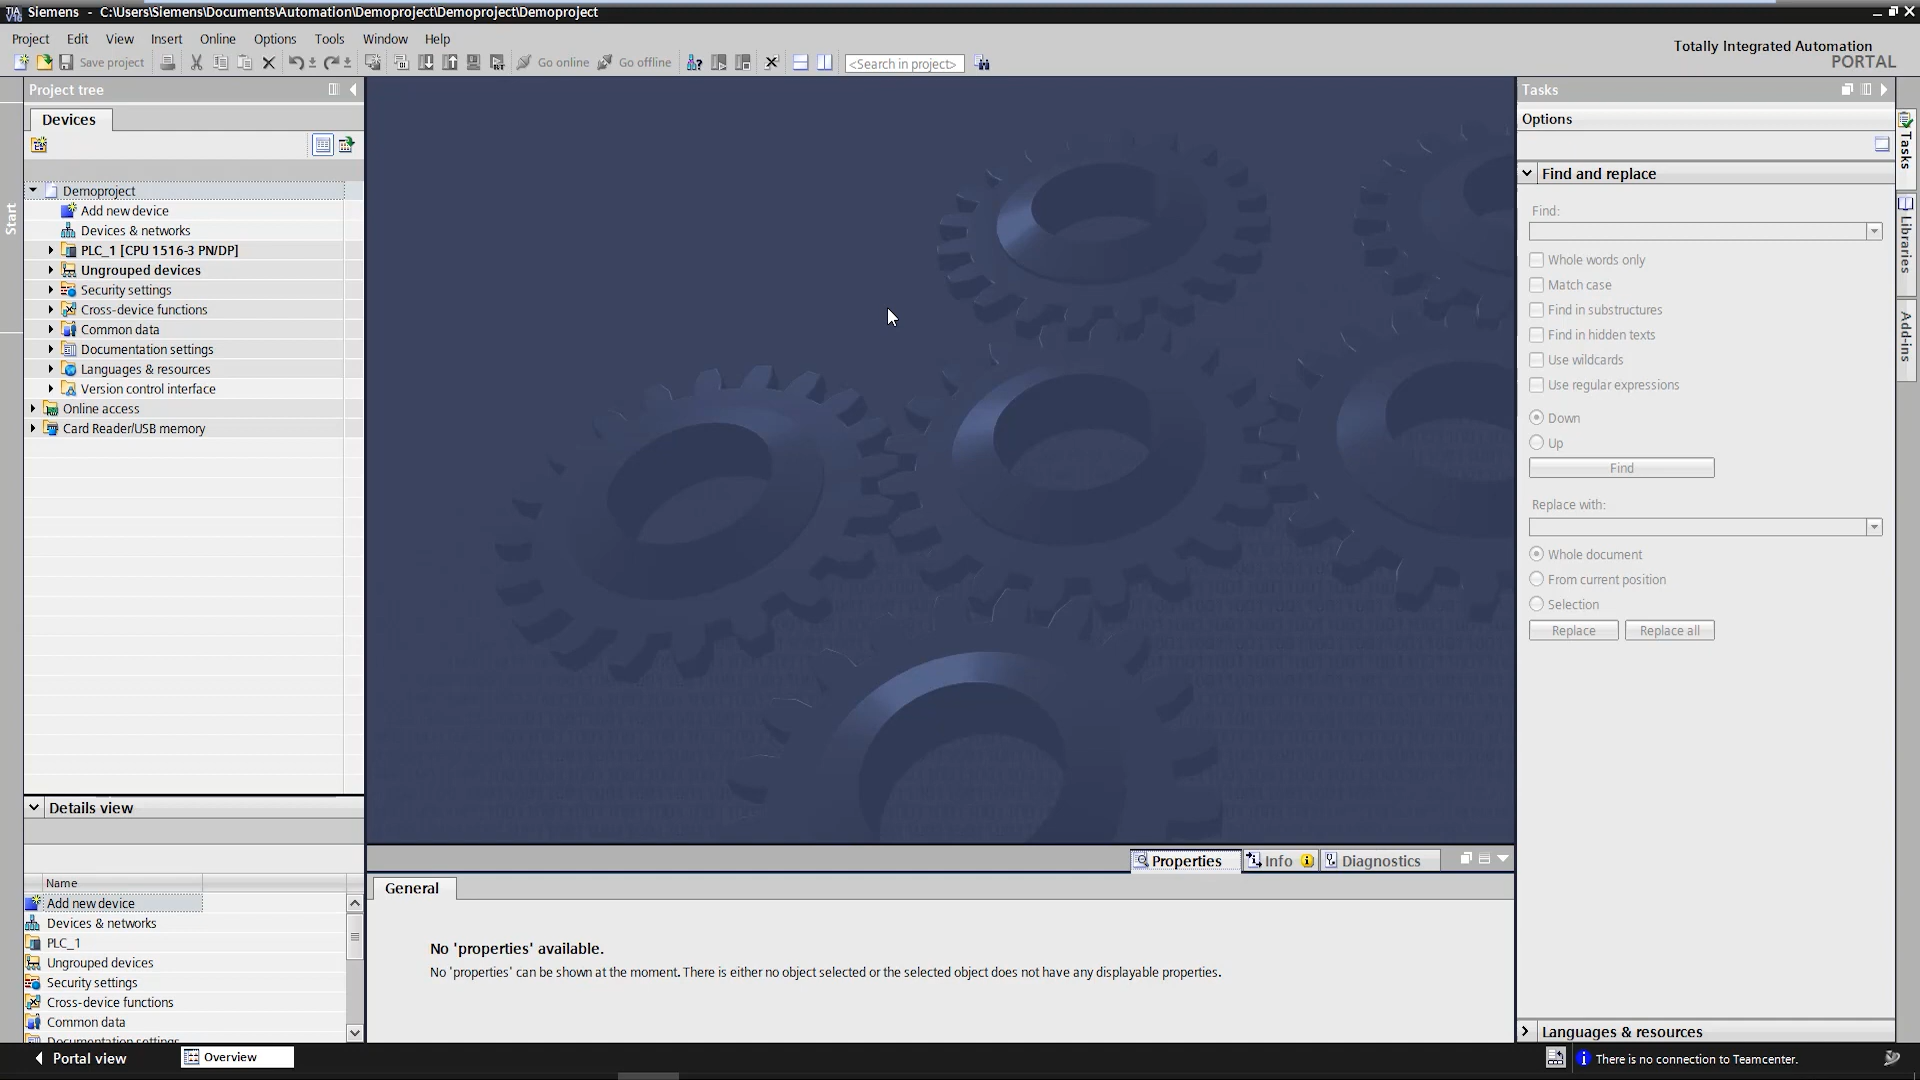 Siemens - C:\Users\Siemens\Documents\Automation\Demoproject\Demoproject\Demoproject
Project Edit View Insert Online Options Tools Window Help
Totally Integrated Automation
PORTAL
Save project Go online Go offline <Search in project>
Project tree
Devices
Start
Demoproject
Add new device
Devices & networks
PLC_1 [CPU 1516-3 PN/DP]
Ungrouped devices
Security settings
Cross-device functions
Common data
Documentation settings
Languages & resources
Version control interface
Online access
Card Reader/USB memory
Details view
Name
Add new device
Devices & networks
PLC_1
Ungrouped devices
Security settings
Cross-device functions
Common data
Documentation settings
Properties Info Diagnostics
General
No 'properties' available.
No 'properties' can be shown at the moment. There is either no object selected or the selected object does not have any displayable properties.
Tasks
Options
Find and replace
Find:
Whole words only
Match case
Find in substructures
Find in hidden texts
Use wildcards
Use regular expressions
Down
Up
Find
Replace with:
Whole document
From current position
Selection
Replace Replace all
Languages & resources
Tasks
Libraries
Add-ins
Portal view Overview
There is no connection to Teamcenter.